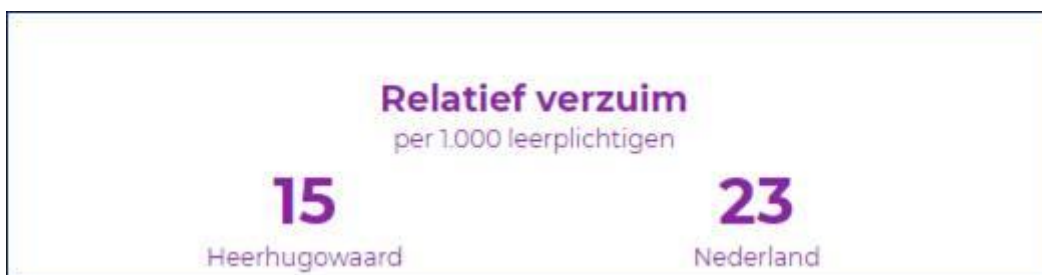 Relatief verzuim
per 1.000 leerplichtigen
15 23
Heerhugowaard Nederland